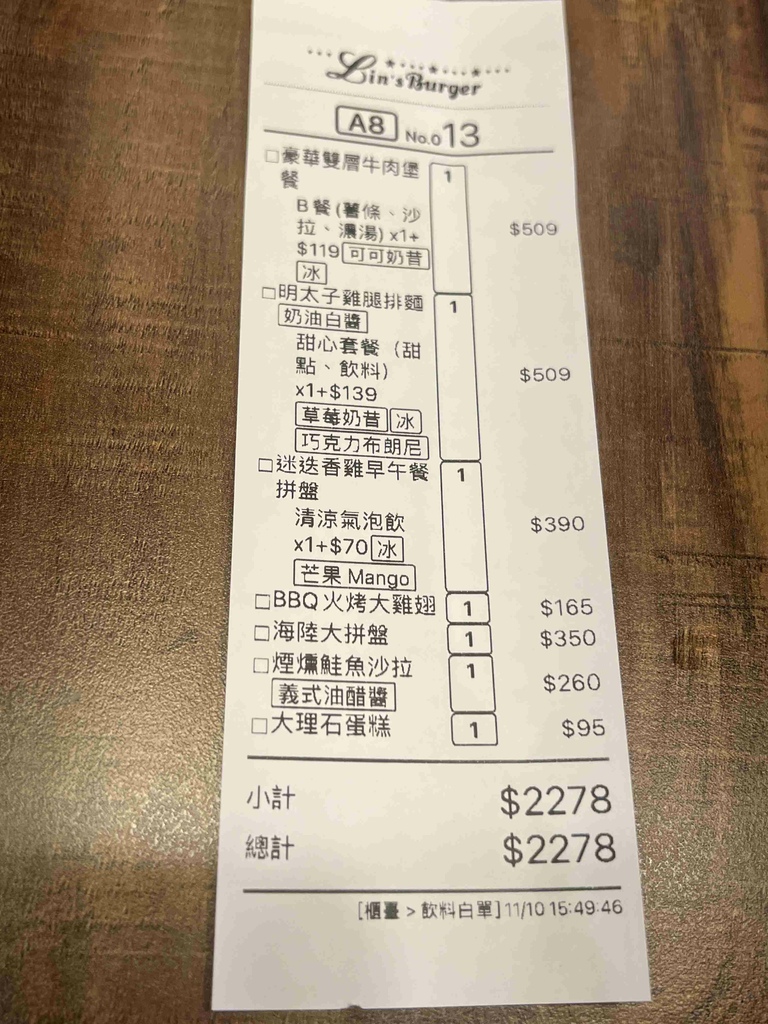 Lin's Burger
A8 No.013
□豪華雙層牛肉堡 1
餐
B餐(薯條、沙 $509
拉、濃湯) x1+
$119 可可奶昔
冰
□明太子雞腿排麵 1
奶油白醬
甜心套餐（甜
點、飲料） $509
x1+$139
草莓奶昔 冰
巧克力布朗尼
□迷迭香雞早午餐 1
拼盤
清涼氣泡飲 $390
x1+$70 冰
芒果 Mango
□BBQ火烤大雞翅 1 $165
□海陸大拼盤 1 $350
□煙燻鮭魚沙拉 1 $260
義式油醋醬
□大理石蛋糕 1 $95
小計 $2278
總計 $2278
[櫃臺 > 飲料白單] 11/10 15:49:46